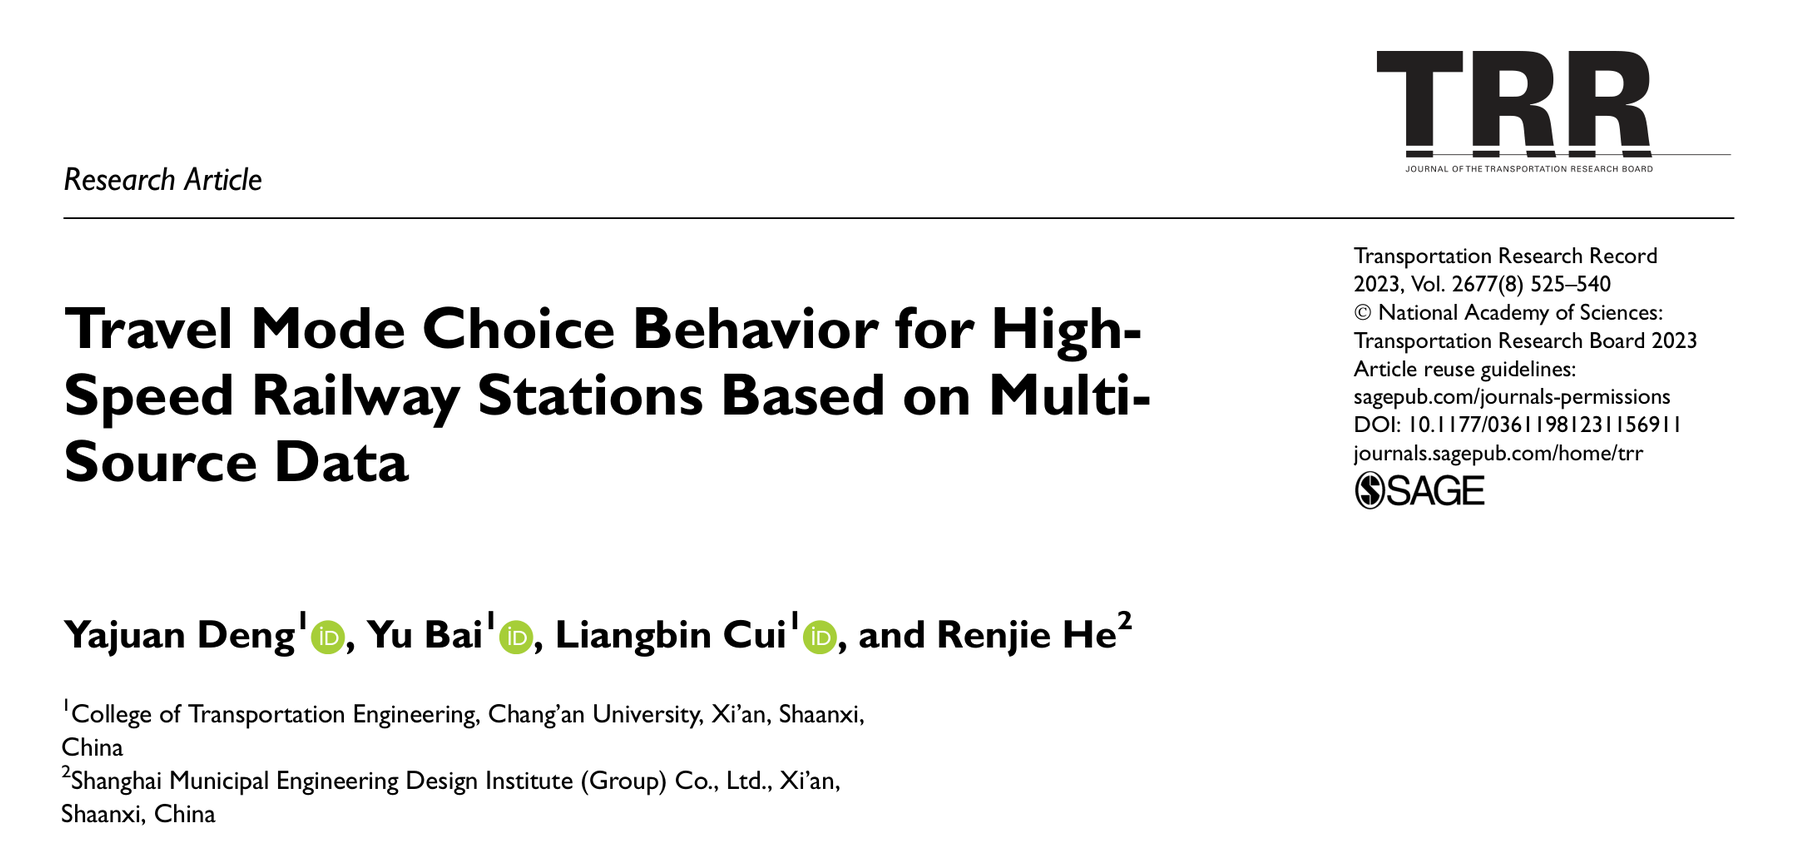 TRR
JOURNAL OF THE TRANSPORTATION RESEARCH BOARD
Research Article
Transportation Research Record
2023, Vol. 2677(8) 525–540
© National Academy of Sciences:
Transportation Research Board 2023
Article reuse guidelines:
sagepub.com/journals-permissions
DOI: 10.1177/03611981231156911
journals.sagepub.com/home/trr
SAGE
Travel Mode Choice Behavior for High-
Speed Railway Stations Based on Multi-
Source Data
Yajuan Deng¹ iD, Yu Bai¹ iD, Liangbin Cui¹ iD, and Renjie He²
¹College of Transportation Engineering, Chang’an University, Xi’an, Shaanxi,
China
²Shanghai Municipal Engineering Design Institute (Group) Co., Ltd., Xi’an,
Shaanxi, China